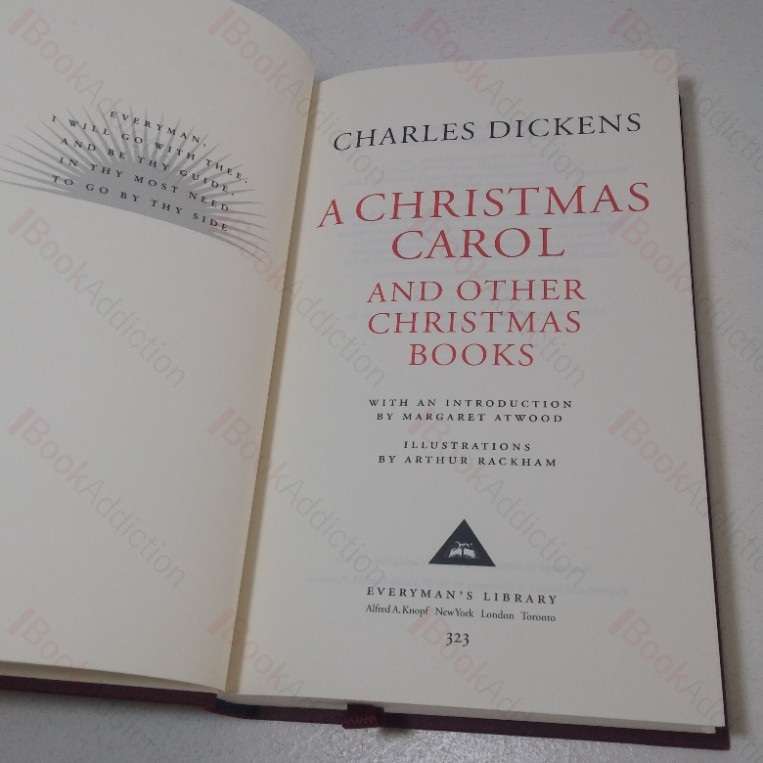 EVERYMAN,
I WILL GO WITH THEE,
AND BE THY GUIDE,
IN THY MOST NEED
TO GO BY THY SIDE
CHARLES DICKENS
A CHRISTMAS
CAROL
AND OTHER
CHRISTMAS
BOOKS
WITH AN INTRODUCTION
BY MARGARET ATWOOD
ILLUSTRATIONS
BY ARTHUR RACKHAM
EVERYMAN'S LIBRARY
Alfred A. Knopf New York London Toronto
323
BookAddiction